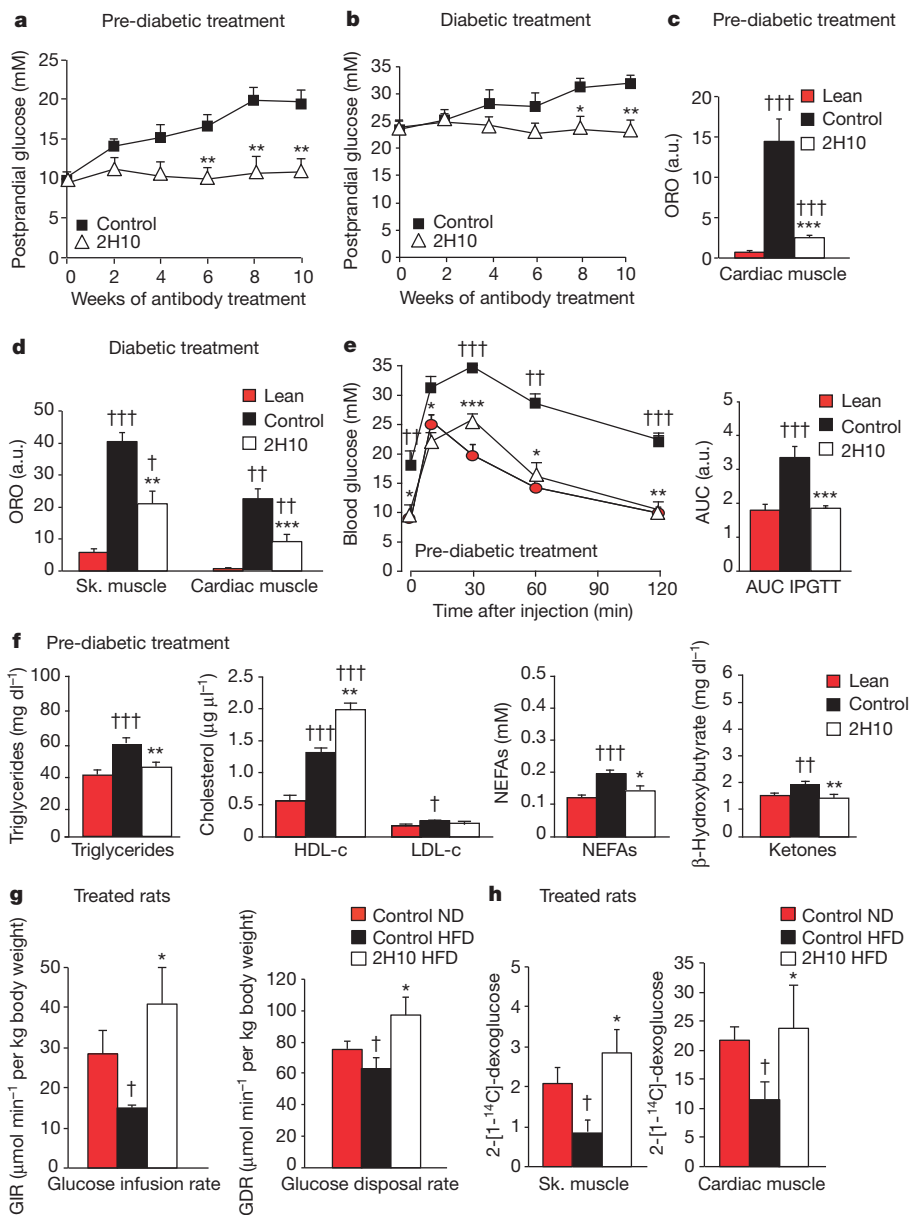 a Pre-diabetic treatment
Postprandial glucose (mM)
25
20
15
10
5
0
** ** **
Control
2H10
0 2 4 6 8 10
Weeks of antibody treatment
b Diabetic treatment
Postprandial glucose (mM)
35
30
25
20
15
10
5
0
* **
Control
2H10
0 2 4 6 8 10
Weeks of antibody treatment
c Pre-diabetic treatment
Lean
Control
2H10
ORO (a.u.)
20
15
10
5
0
†††
†††
***
Cardiac muscle
d Diabetic treatment
Lean
Control
2H10
ORO (a.u.)
50
40
30
20
10
0
†††
†
**
††
††
***
Sk. muscle Cardiac muscle
e
Blood glucose (mM)
35
30
25
20
15
10
5
0
††
*
*
†††
***
††
*
†††
**
Pre-diabetic treatment
0 30 60 90 120
Time after injection (min)
Lean
Control
2H10
AUC (a.u.)
5
4
3
2
1
0
†††
***
AUC IPGTT
f Pre-diabetic treatment
Triglycerides (mg dl−1)
100
80
60
40
20
0
†††
**
Triglycerides
Cholesterol (µg µl−1)
2.5
2.0
1.5
1.0
0.5
0
†††
†††
**
†
HDL-c LDL-c
NEFAs (mM)
0.5
0.4
0.3
0.2
0.1
0
†††
*
NEFAs
β-Hydroxybutyrate (mg dl−1)
6
5
4
3
2
1
0
Lean
Control
2H10
††
**
Ketones
g Treated rats
GIR (µmol min−1 per kg body weight)
50
40
30
20
10
0
†
*
Glucose infusion rate
Control ND
Control HFD
2H10 HFD
GDR (µmol min−1 per kg body weight)
120
100
80
60
40
20
0
†
*
Glucose disposal rate
h Treated rats
Control ND
Control HFD
2H10 HFD
2-[1-14C]-dexoglucose
5
4
3
2
1
0
†
*
Sk. muscle
2-[1-14C]-dexoglucose
35
30
25
20
15
10
5
0
†
*
Cardiac muscle